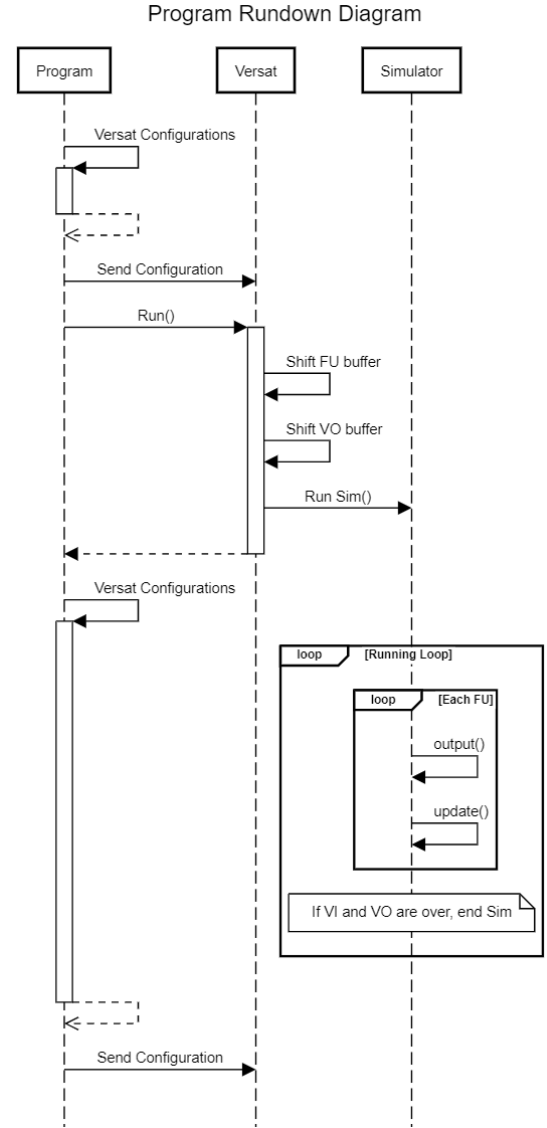 Program Rundown Diagram
Program
Versat
Simulator
Versat Configurations
Send Configuration
Run()
Shift FU buffer
Shift VO buffer
Run Sim()
Versat Configurations
loop
[Running Loop]
loop
[Each FU]
output()
update()
If VI and VO are over, end Sim
Send Configuration